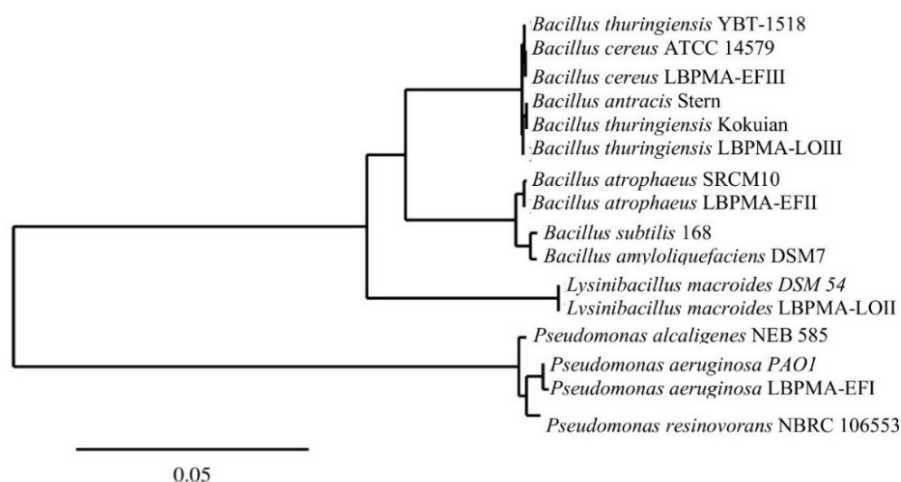 Bacillus thuringiensis YBT-1518
Bacillus cereus ATCC 14579
Bacillus cereus LBPMA-EFIII
Bacillus antracis Stern
Bacillus thuringiensis Kokuian
Bacillus thuringiensis LBPMA-LOIII
Bacillus atrophaeus SRCM10
Bacillus atrophaeus LBPMA-EFII
Bacillus subtilis 168
Bacillus amyloliquefaciens DSM7
Lysinibacillus macroides DSM 54
Lysinibacillus macroides LBPMA-LOII
Pseudomonas alcaligenes NEB 585
Pseudomonas aeruginosa PAO1
Pseudomonas aeruginosa LBPMA-EFI
Pseudomonas resinovorans NBRC 106553
0.05